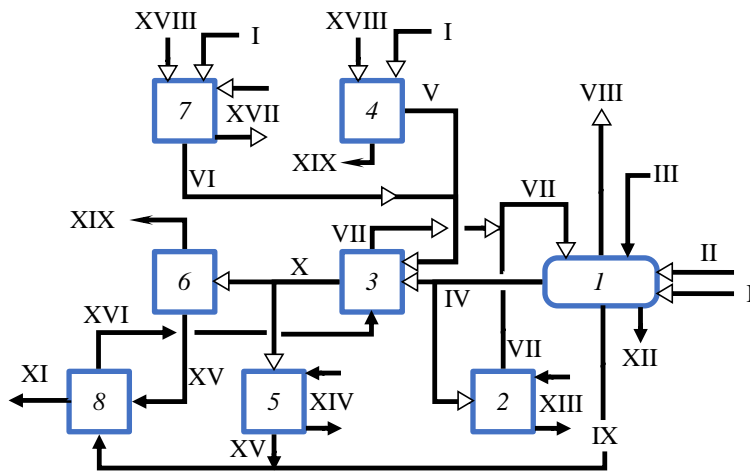 XVIII I XVIII I
7 4 V VIII
XVII
XIX
VI VII III
XIX VII
X II
6 3 IV 1 I
XVI
VII XII
XI XV
8 5 XIV 2 XIII
XV IX